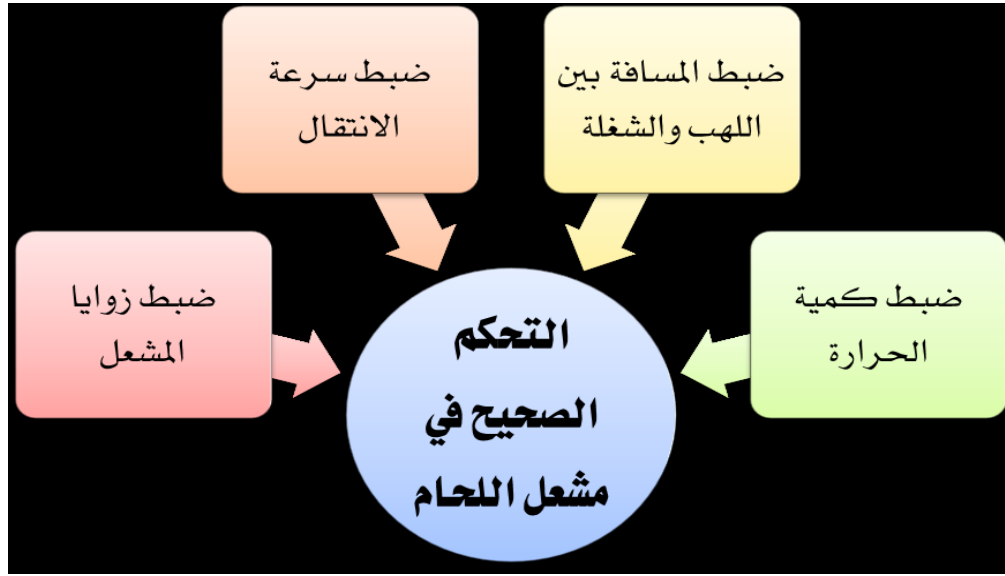 ضبط كمية
الحرارة
ضبط المسافة بين
اللهب والشغلة
ضبط سرعة
الانتقال
ضبط زوايا
المشعل
التحكم
الصحيح في
مشعل اللحام